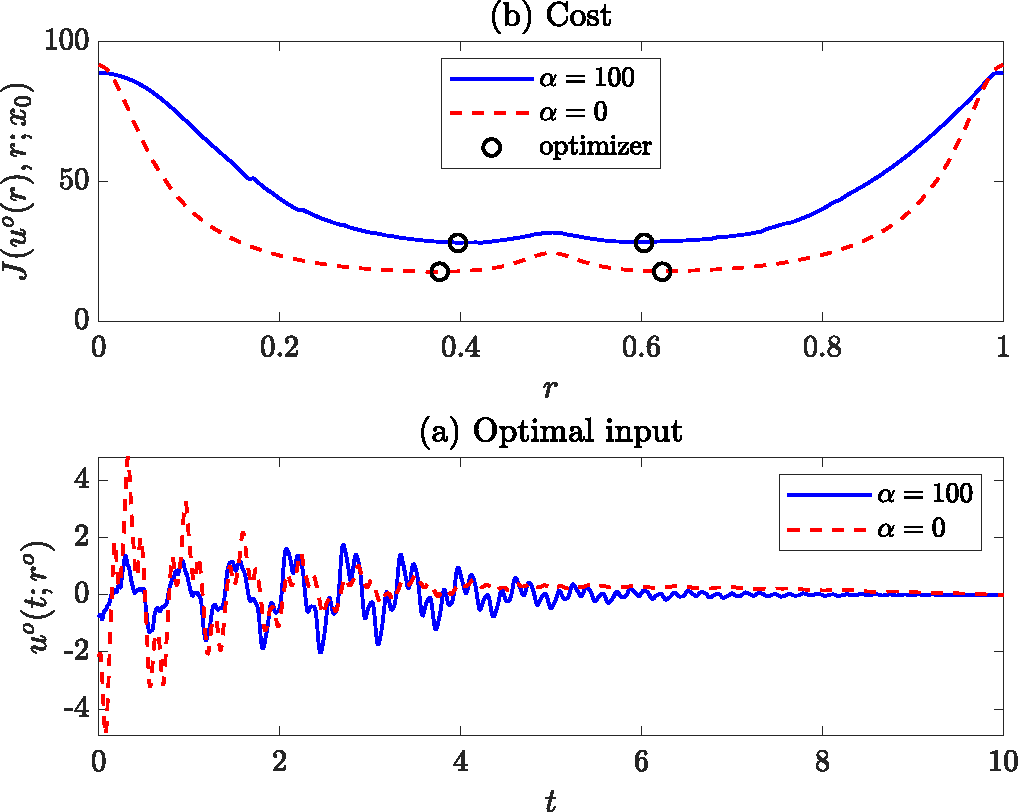 (b) Cost
100
50
0
J(u^o(r), r; x_0)
α = 100
α = 0
optimizer
0 0.2 0.4 0.6 0.8 1
r
(a) Optimal input
4
2
0
-2
-4
u^o(t; r^o)
α = 100
α = 0
0 2 4 6 8 10
t